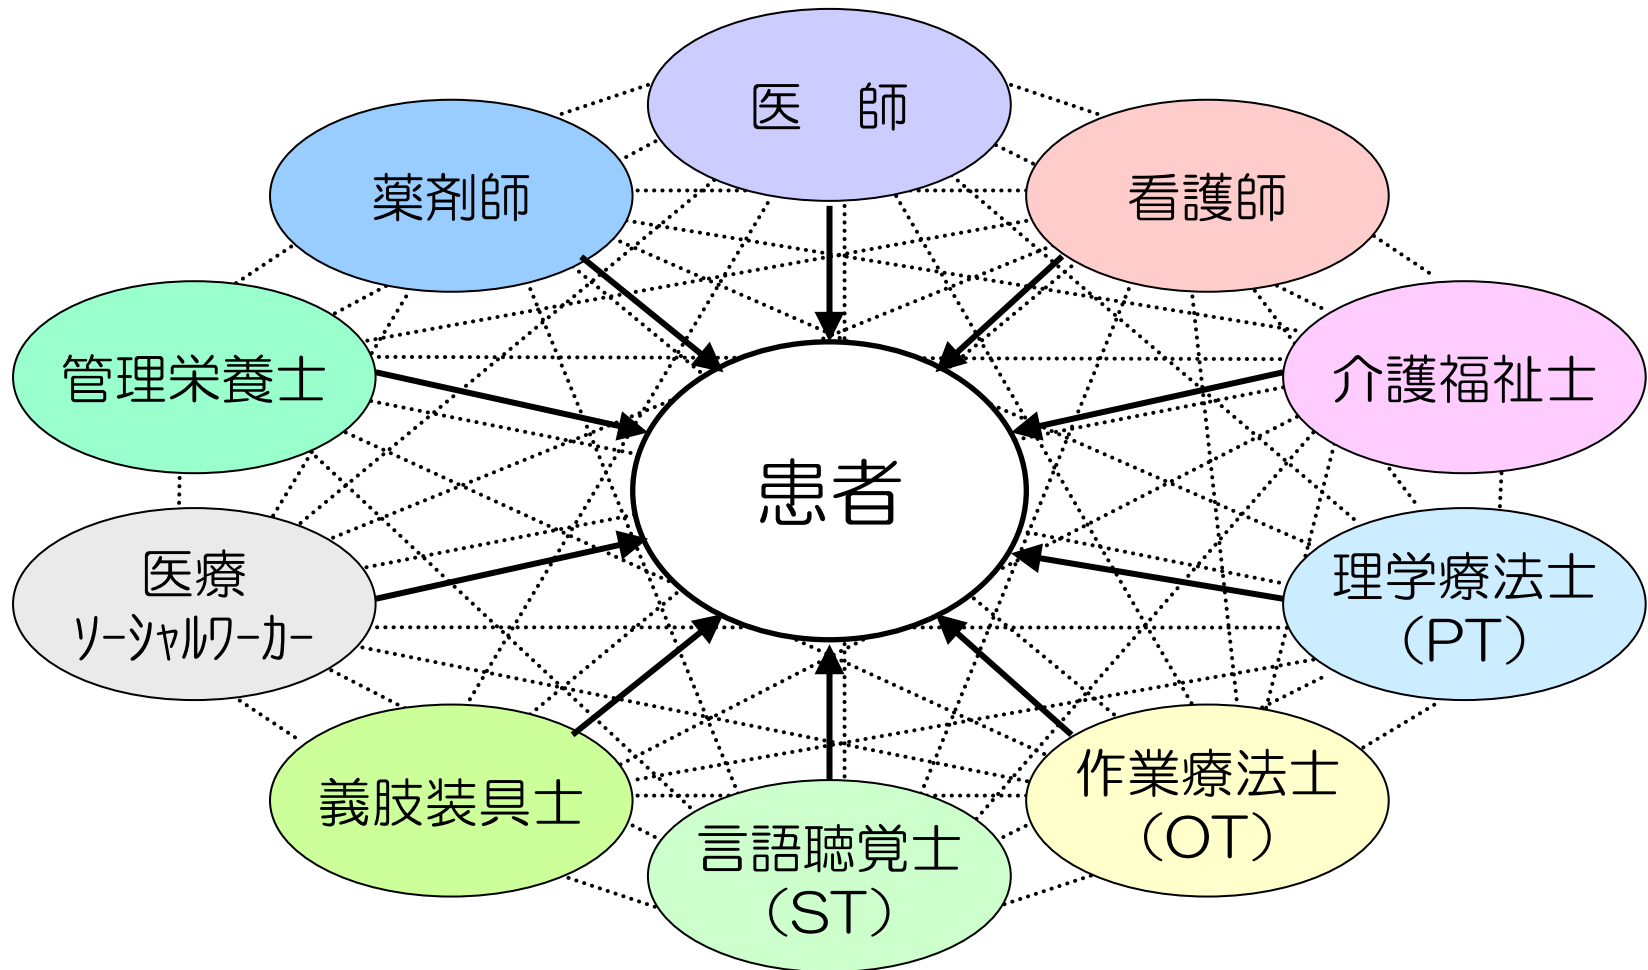 医　師
薬剤師
看護師
管理栄養士
介護福祉士
患者
医療
ｿｰｼｬﾙﾜｰｶｰ
理学療法士
（PT）
義肢装具士
作業療法士
（OT）
言語聴覚士
（ST）